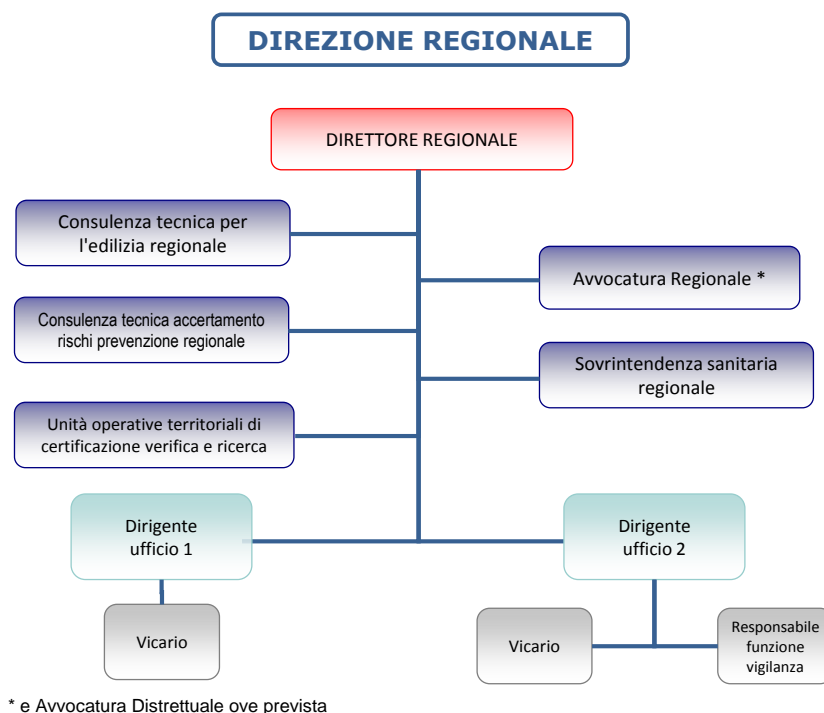 DIREZIONE REGIONALE
DIRETTORE REGIONALE
Consulenza tecnica per
l'edilizia regionale
Avvocatura Regionale *
Consulenza tecnica accertamento
rischi prevenzione regionale
Sovrintendenza sanitaria
regionale
Unità operative territoriali di
certificazione verifica e ricerca
Dirigente
ufficio 1
Dirigente
ufficio 2
Vicario
Vicario
Responsabile
funzione
vigilanza
* e Avvocatura Distrettuale ove prevista